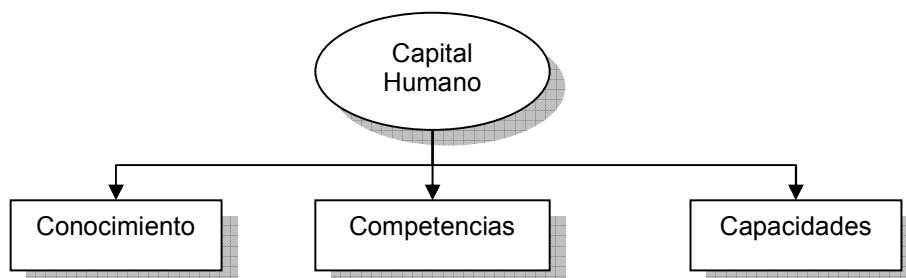 Capital
Humano
Conocimiento
Competencias
Capacidades